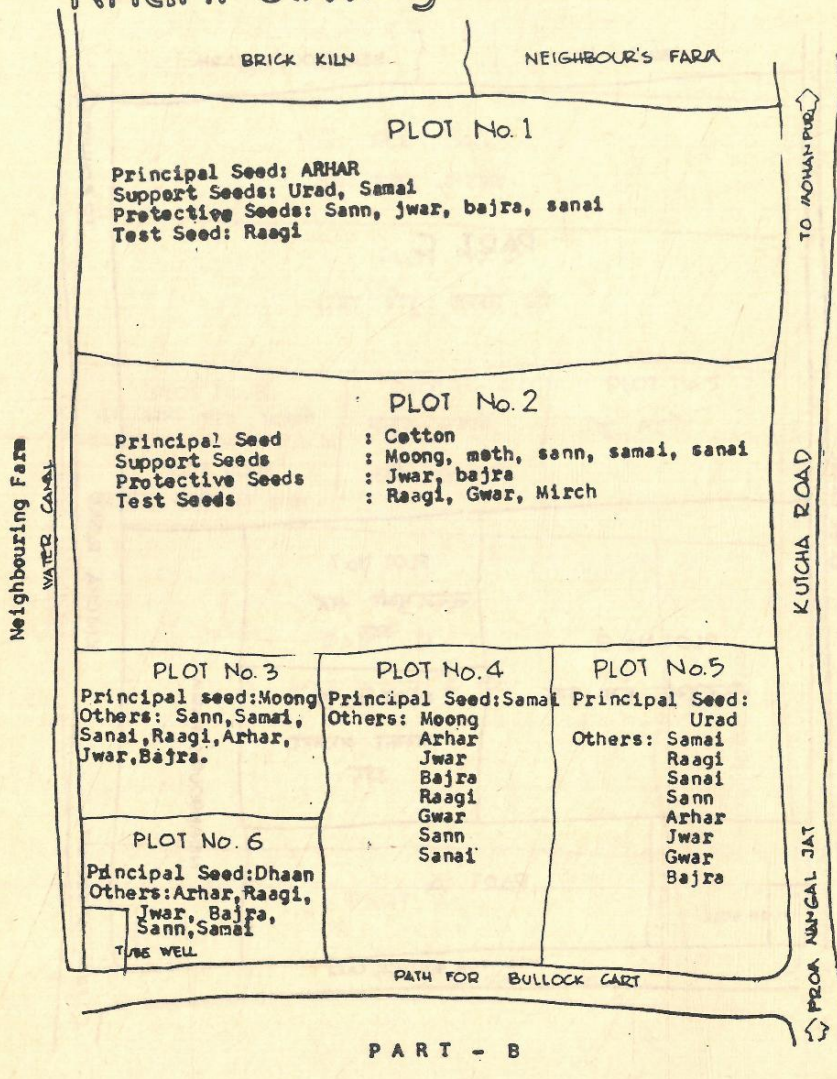 BRICK KILN
NEIGHBOUR'S FARM
PLOT No. 1
Principal Seed: ARHAR
Support Seeds: Urad, Samai
Protective Seeds: Sann, jwar, bajra, sanai
Test Seed: Raagi
PLOT No. 2
Principal Seed : Cotton
Support Seeds : Moong, moth, sann, samai, sanai
Protective Seeds : Jwar, bajra
Test Seeds : Raagi, Gwar, Mirch
PLOT No. 3
Principal seed:Moong
Others: Sann,Samai,
Sanai,Raagi,Arhar,
Jwar,Bajra.
PLOT No. 4
Principal Seed:Samai
Others: Moong
Arhar
Jwar
Bajra
Raagi
Gwar
Sann
Sanai
PLOT No.5
Principal Seed:
Urad
Others: Samai
Raagi
Sanai
Sann
Arhar
Jwar
Gwar
Bajra
PLOT No. 6
Principal Seed:Dhaan
Others:Arhar,Raagi,
Jwar, Bajra,
Sann,Samai
TUBE WELL
PATH FOR BULLOCK CART
Neighbouring Farm
WATER CANAL
TO MOHANPUR
KUTCHA ROAD
FROM NANGAL JAT
PART - B